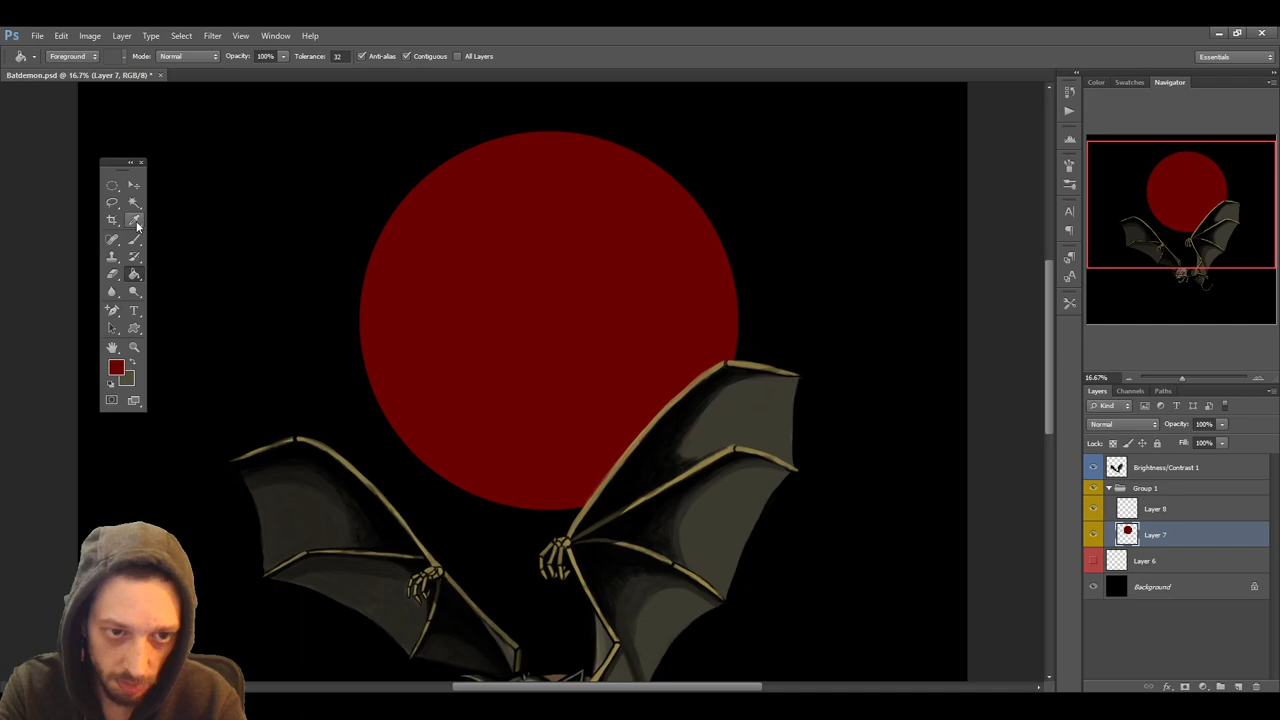 Ps File Edit Image Layer Type Select Filter View Window Help
Foreground Mode: Normal Opacity: 100% Tolerance: 32 Anti-alias Contiguous All Layers Essentials
Batdemon.psd @ 16.7% (Layer 7, RGB/8) * ×
Color Swatches Navigator
16.67%
Layers Channels Paths
Kind
Normal Opacity: 100%
Lock: Fill: 100%
Brightness/Contrast 1
Group 1
Layer 8
Layer 7
Layer 6
Background